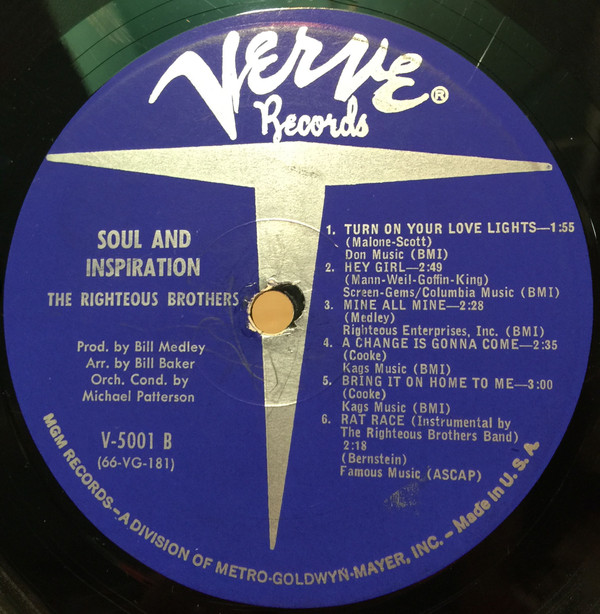 Verve®
Records
SOUL AND
INSPIRATION
THE RIGHTEOUS BROTHERS
Prod. by Bill Medley
Arr. by Bill Baker
Orch. Cond. by
Michael Patterson
V-5001 B
(66-VG-181)
1. TURN ON YOUR LOVE LIGHTS—1:55
(Malone-Scott)
Don Music (BMI)
2. HEY GIRL—2:49
(Mann-Weil-Goffin-King)
Screen-Gems/Columbia Music (BMI)
3. MINE ALL MINE—2:28
(Medley)
Righteous Enterprises, Inc. (BMI)
4. A CHANGE IS GONNA COME—2:35
(Cooke)
Kags Music (BMI)
5. BRING IT ON HOME TO ME—3:00
(Cooke)
Kags Music (BMI)
6. RAT RACE (Instrumental by
The Righteous Brothers Band)
2:18
(Bernstein)
Famous Music (ASCAP)
MGM RECORDS—A DIVISION OF METRO-GOLDWYN-MAYER, INC. – Made in U. S. A.